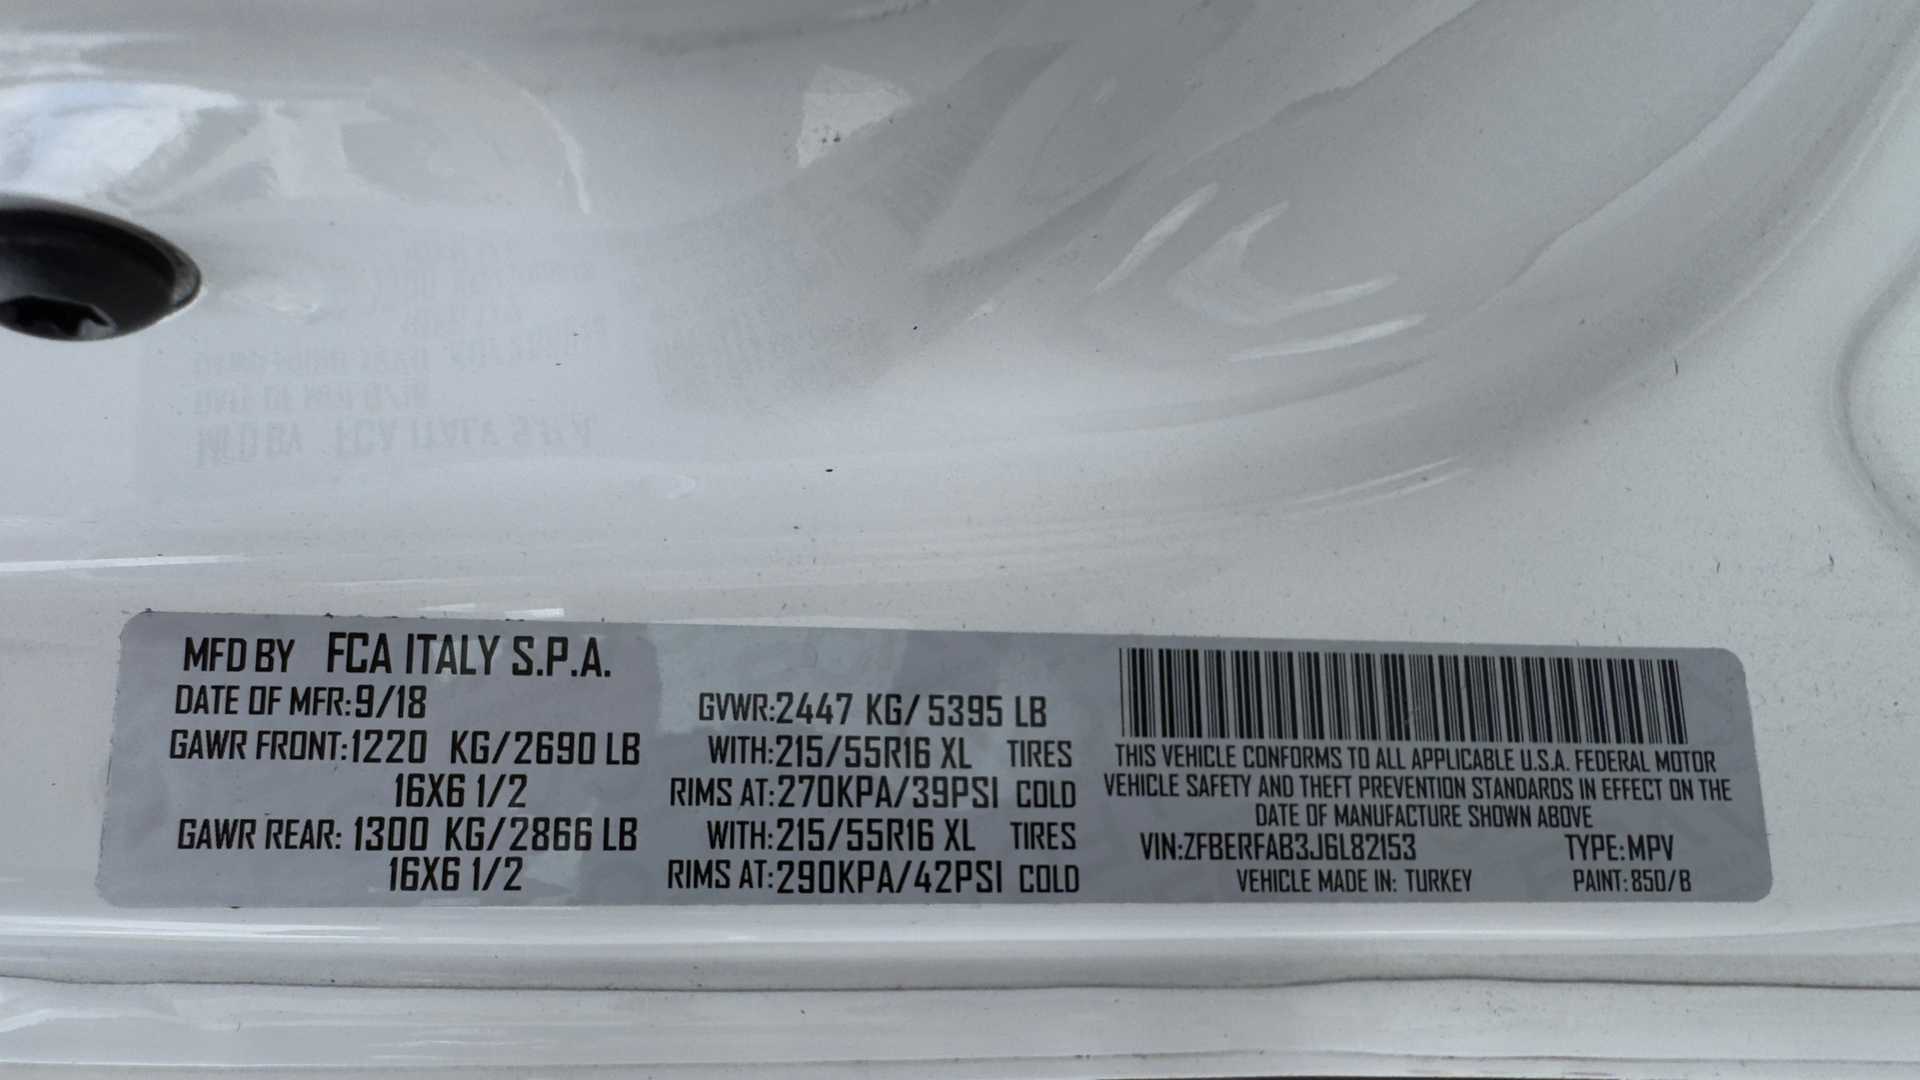 MFD BY FCA ITALY S.P.A.
DATE OF MFR:9/18
GAWR FRONT:1220 KG/2690 LB
16X6 1/2
GAWR REAR: 1300 KG/2866 LB
16X6 1/2
GVWR:2447 KG/ 5395 LB
WITH:215/55R16 XL TIRES
RIMS AT:270KPA/39PSI COLD
WITH:215/55R16 XL TIRES
RIMS AT:290KPA/42PSI COLD
THIS VEHICLE CONFORMS TO ALL APPLICABLE U.S.A. FEDERAL MOTOR
VEHICLE SAFETY AND THEFT PREVENTION STANDARDS IN EFFECT ON THE
DATE OF MANUFACTURE SHOWN ABOVE
VIN:ZFBERFAB3J6L82153 TYPE:MPV
VEHICLE MADE IN: TURKEY PAINT:850/B